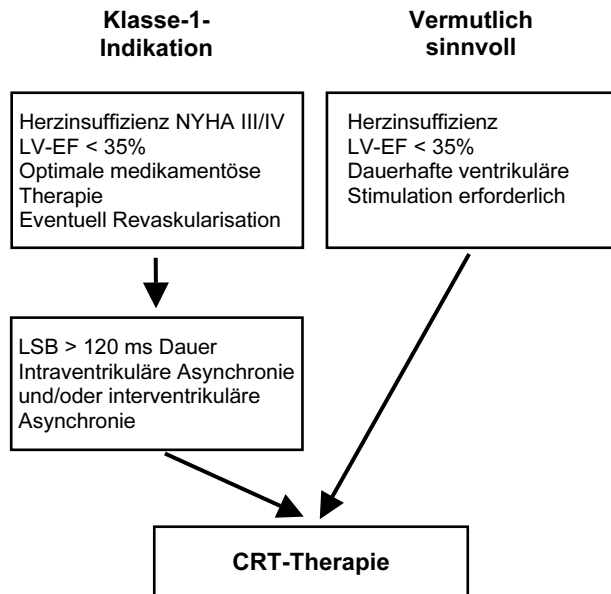 Klasse-1-
Indikation
Vermutlich
sinnvoll
Herzinsuffizienz NYHA III/IV
LV-EF < 35%
Optimale medikamentöse
Therapie
Eventuell Revaskularisation
Herzinsuffizienz
LV-EF < 35%
Dauerhafte ventrikuläre
Stimulation erforderlich
LSB > 120 ms Dauer
Intraventrikuläre Asynchronie
und/oder interventrikuläre
Asynchronie
CRT-Therapie